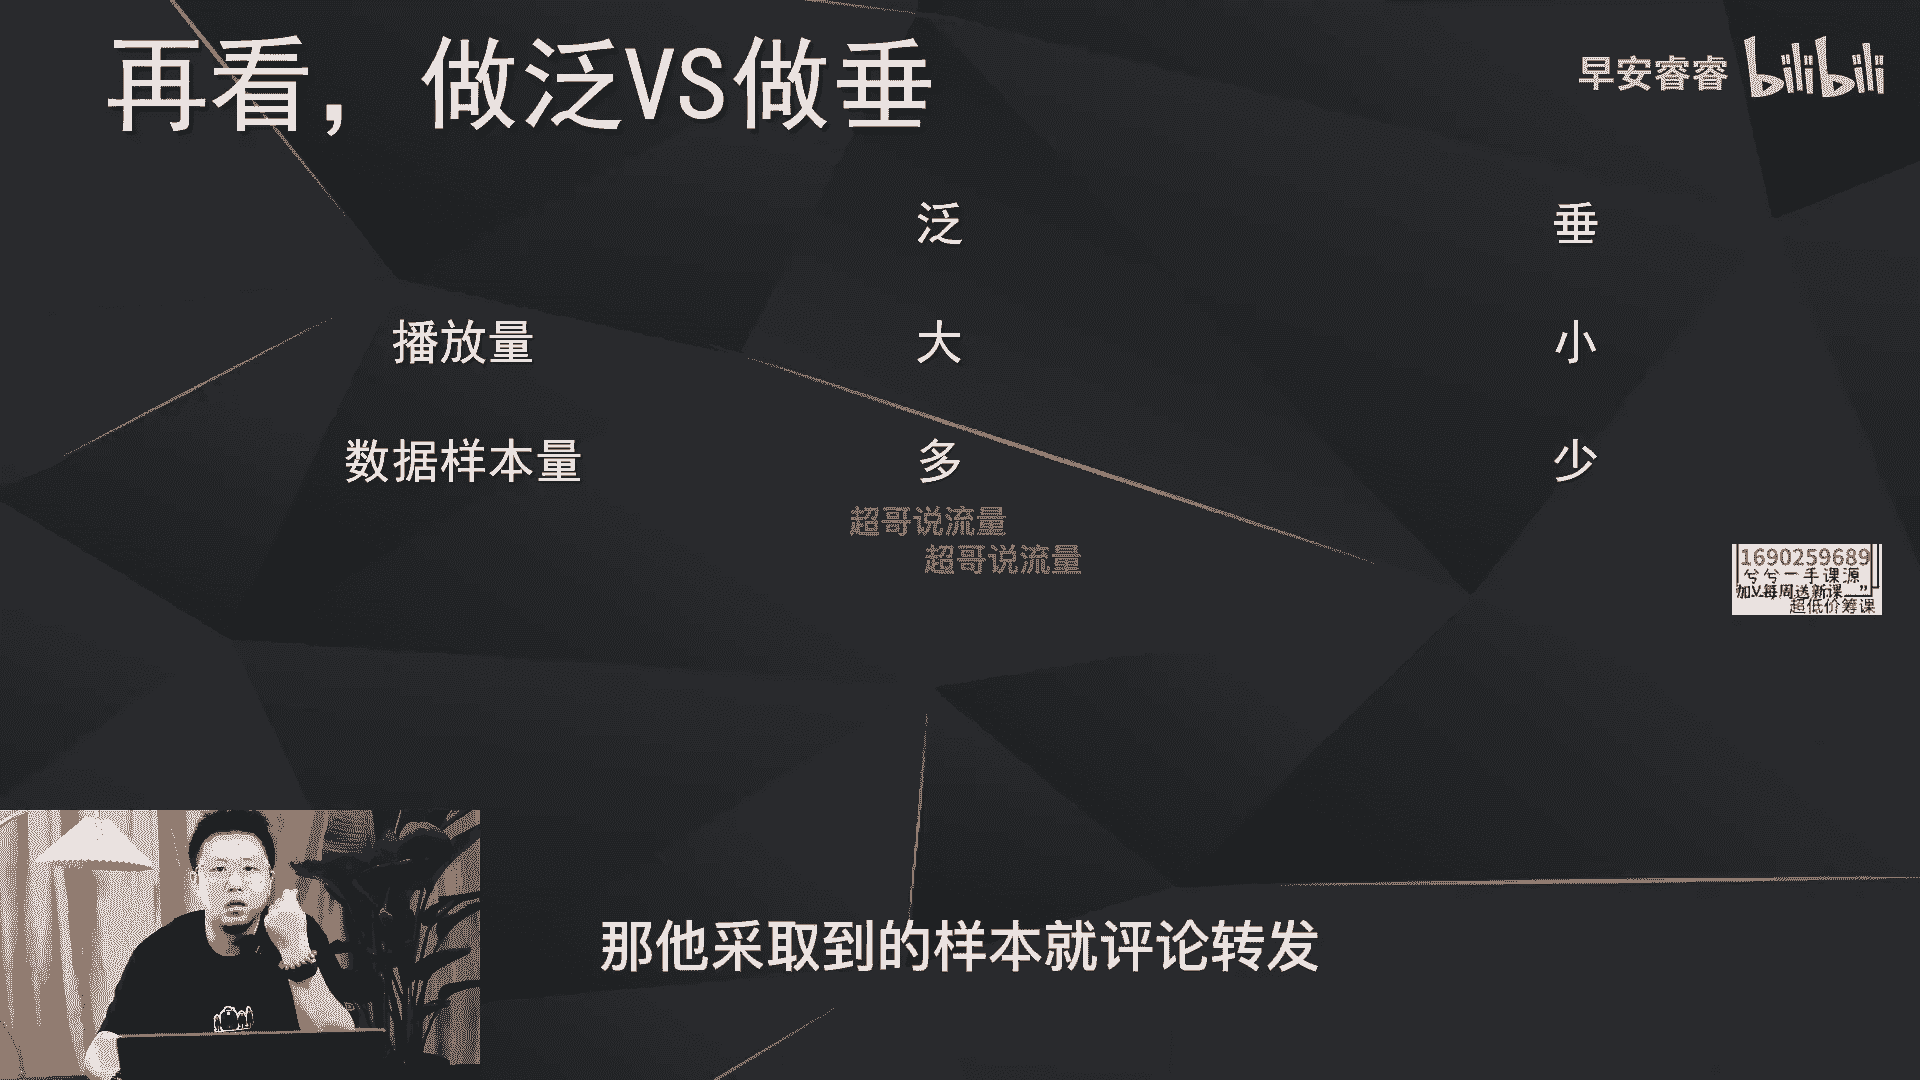 再看，做泛VS做垂
早安睿睿 bilibili
泛 垂
播放量 大 小
数据样本量 多 少
超哥说流量
超哥说流量
1690259689
兮兮一手课源
加V每周送新课
超低价筹课
那他采取到的样本就评论转发